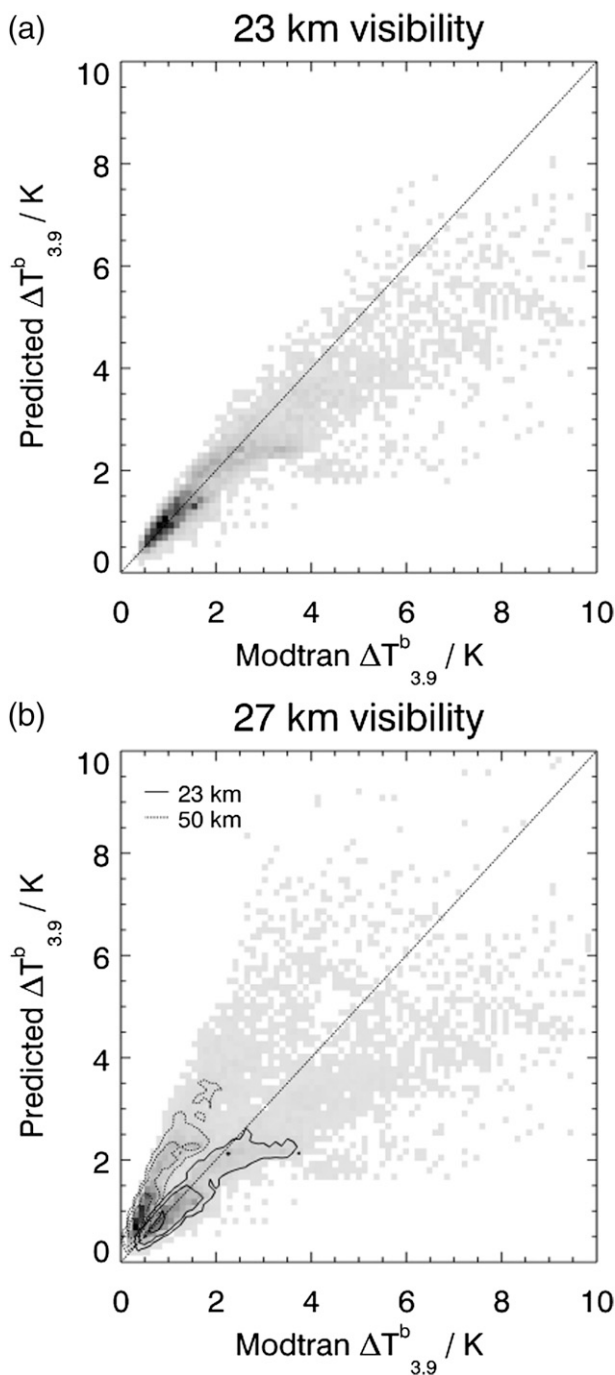 (a)
23 km visibility
10
8
6
4
2
0
Predicted ΔT^b_3.9 / K
0 2 4 6 8 10
Modtran ΔT^b_3.9 / K
(b)
27 km visibility
23 km
50 km
10
8
6
4
2
0
Predicted ΔT^b_3.9 / K
0 2 4 6 8 10
Modtran ΔT^b_3.9 / K